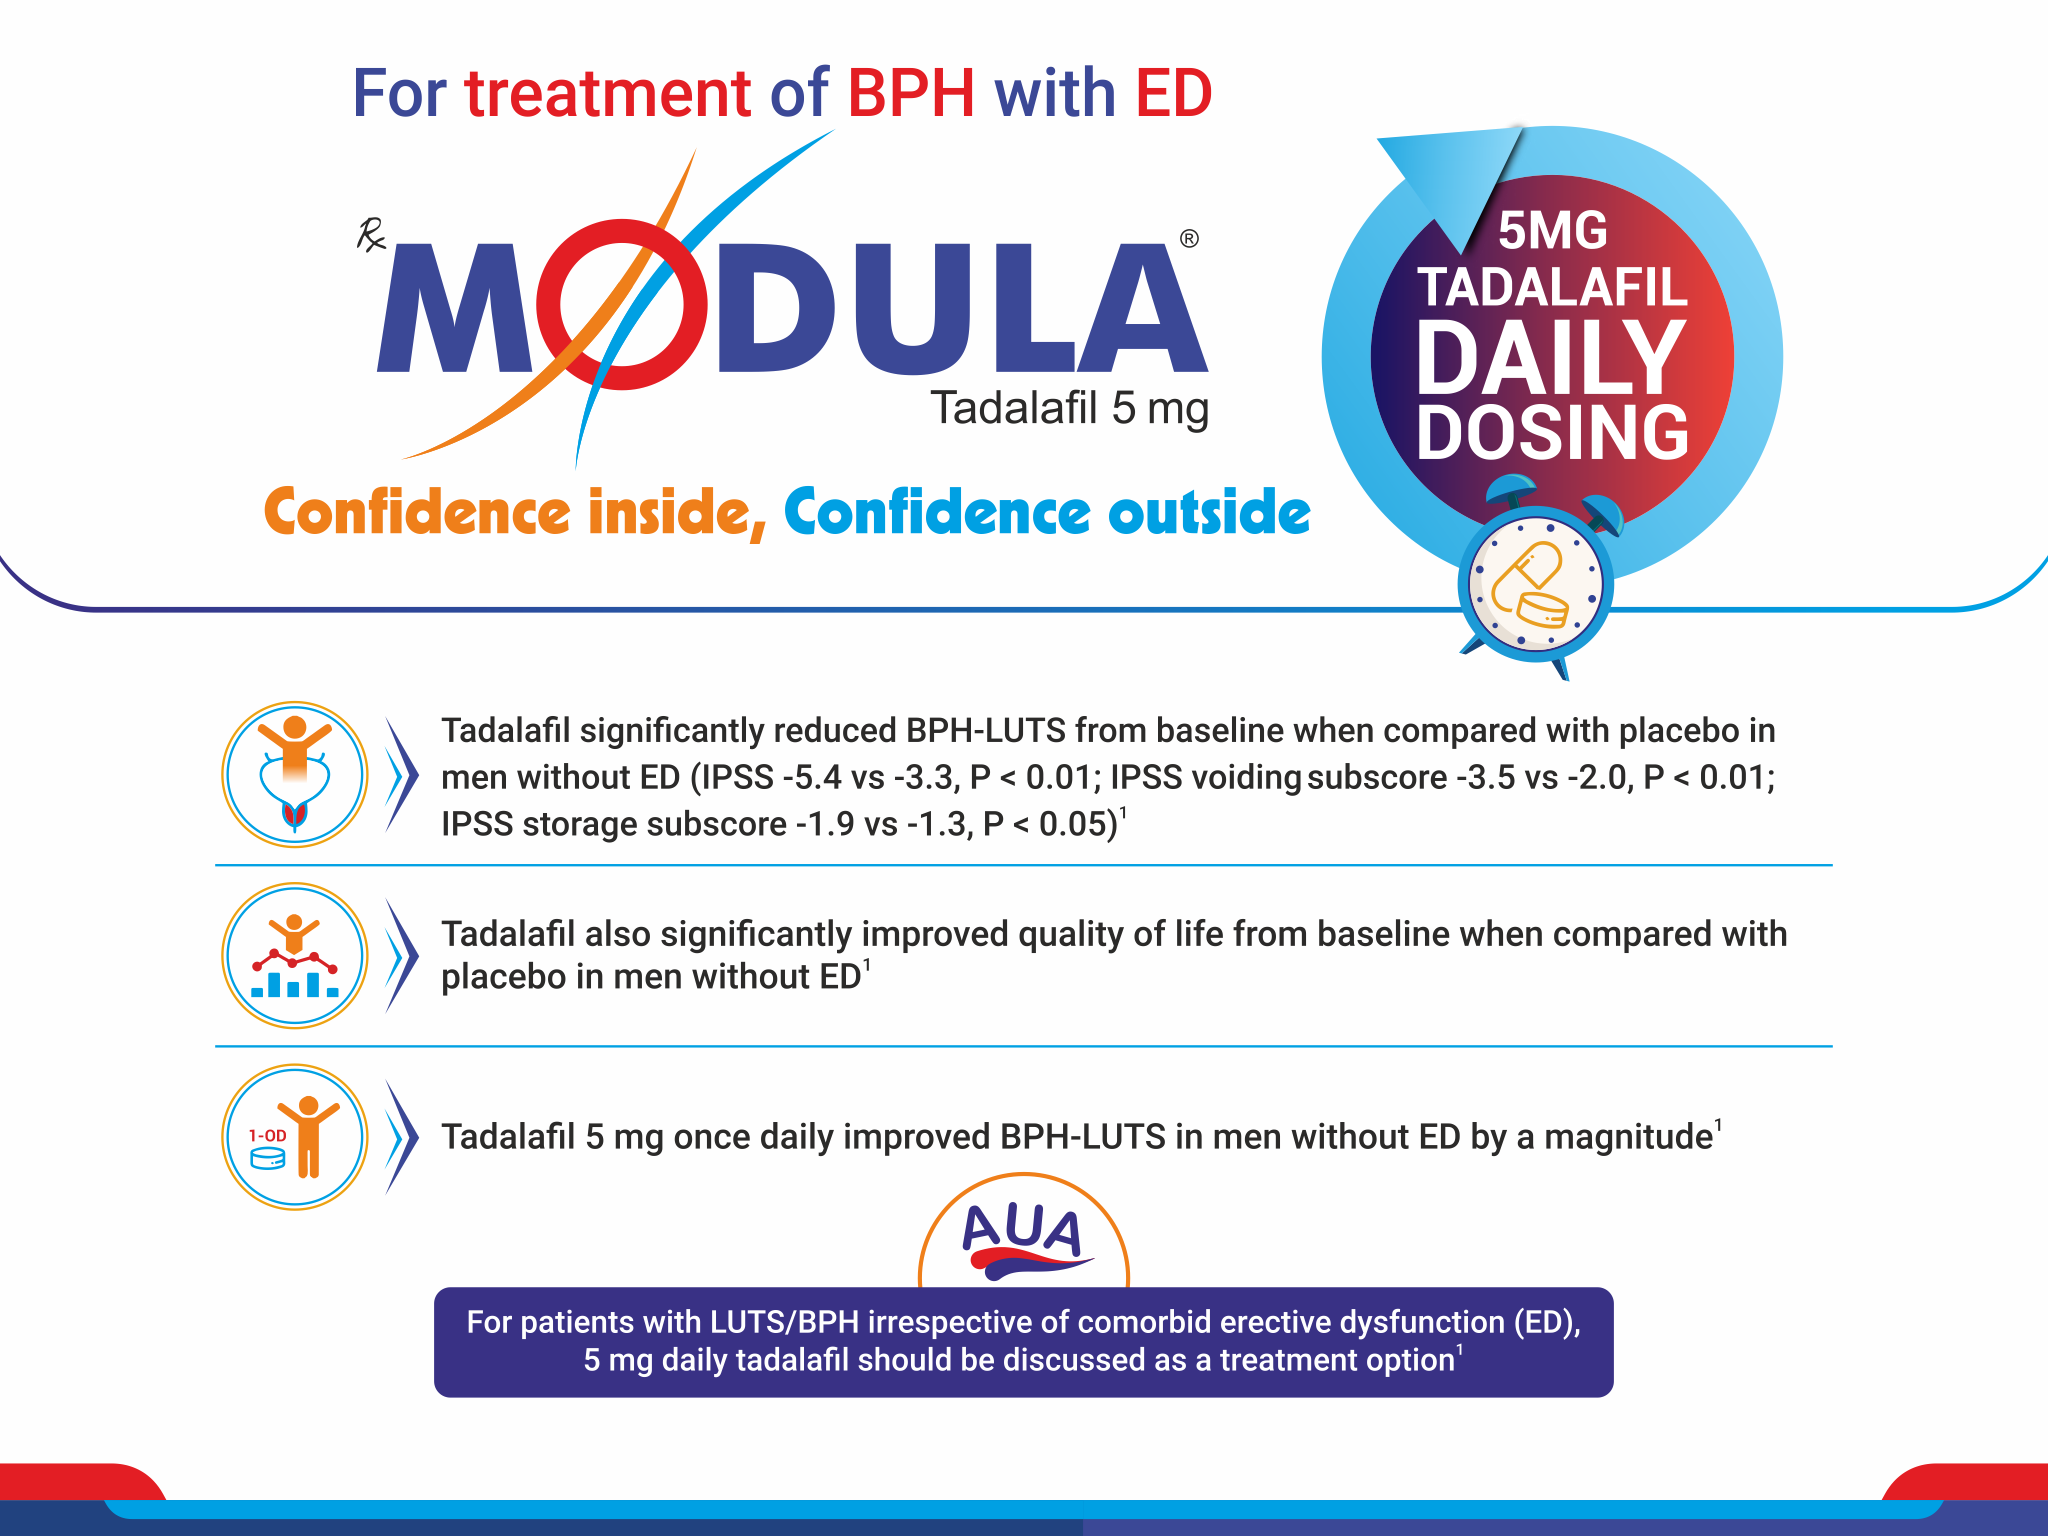 For treatment of BPH with ED
Rx MODULA®
Tadalafil 5 mg
Confidence inside, Confidence outside
5MG
TADALAFIL
DAILY
DOSING
Tadalafil significantly reduced BPH-LUTS from baseline when compared with placebo in
men without ED (IPSS -5.4 vs -3.3, P < 0.01; IPSS voiding subscore -3.5 vs -2.0, P < 0.01;
IPSS storage subscore -1.9 vs -1.3, P < 0.05)¹
Tadalafil also significantly improved quality of life from baseline when compared with
placebo in men without ED¹
1-OD
Tadalafil 5 mg once daily improved BPH-LUTS in men without ED by a magnitude¹
AUA
For patients with LUTS/BPH irrespective of comorbid erective dysfunction (ED),
5 mg daily tadalafil should be discussed as a treatment option¹